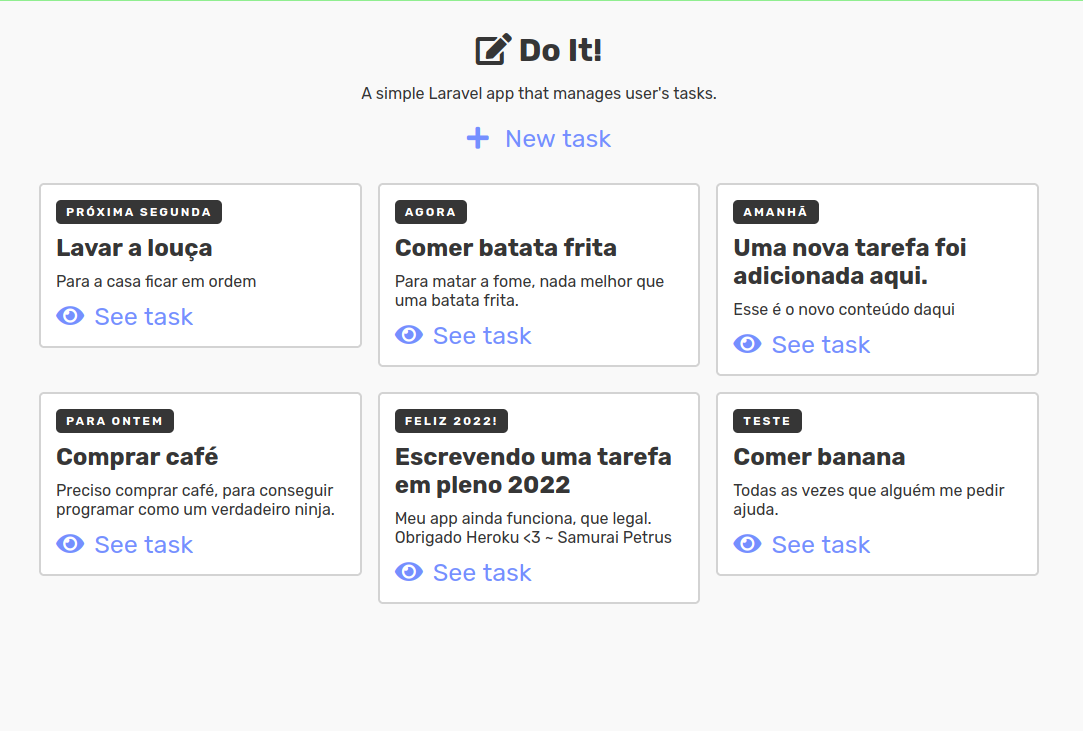 Do It!
A simple Laravel app that manages user's tasks.
New task
PRÓXIMA SEGUNDA
Lavar a louça
Para a casa ficar em ordem
See task
AGORA
Comer batata frita
Para matar a fome, nada melhor que
uma batata frita.
See task
AMANHÃ
Uma nova tarefa foi
adicionada aqui.
Esse é o novo conteúdo daqui
See task
PARA ONTEM
Comprar café
Preciso comprar café, para conseguir
programar como um verdadeiro ninja.
See task
FELIZ 2022!
Escrevendo uma tarefa
em pleno 2022
Meu app ainda funciona, que legal.
Obrigado Heroku <3 ~ Samurai Petrus
See task
TESTE
Comer banana
Todas as vezes que alguém me pedir
ajuda.
See task